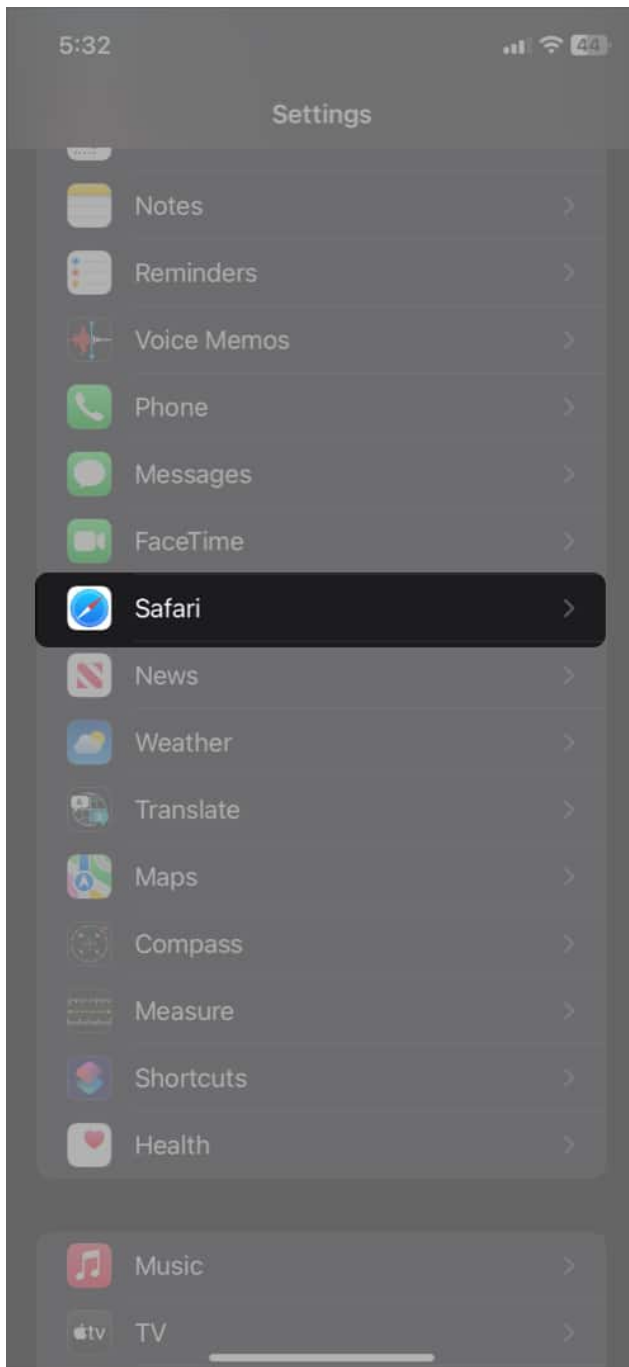 5:32
44
Settings
Notes
Reminders
Voice Memos
Phone
Messages
FaceTime
Safari
News
Weather
Translate
Maps
Compass
Measure
Shortcuts
Health
Music
tv
TV